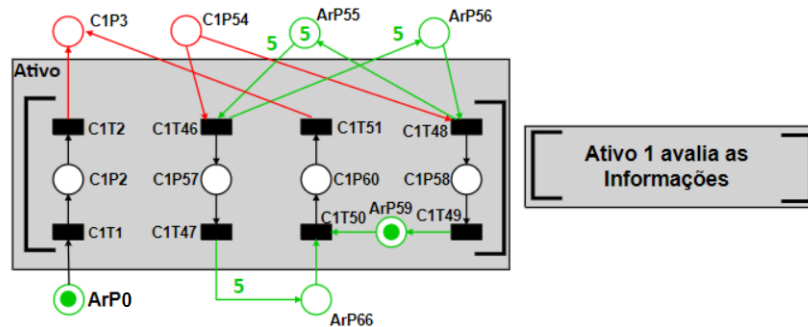 C1P3
C1P54
ArP55
ArP56
5
5
5
Ativo
C1T2
C1T46
C1T51
C1T48
C1P2
C1P57
C1P60
C1P58
ArP59
C1T1
C1T47
C1T50
C1T49
5
ArP0
ArP66
Ativo 1 avalia as
Informações